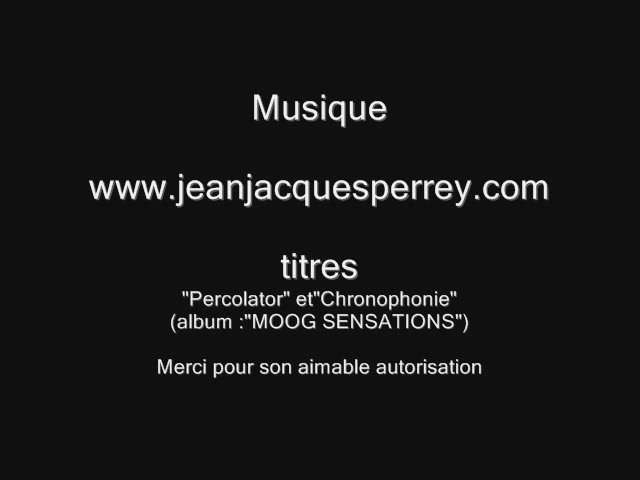 Musique
www.jeanjacquesperrey.com
titres
"Percolator" et"Chronophonie"
(album :"MOOG SENSATIONS")
Merci pour son aimable autorisation